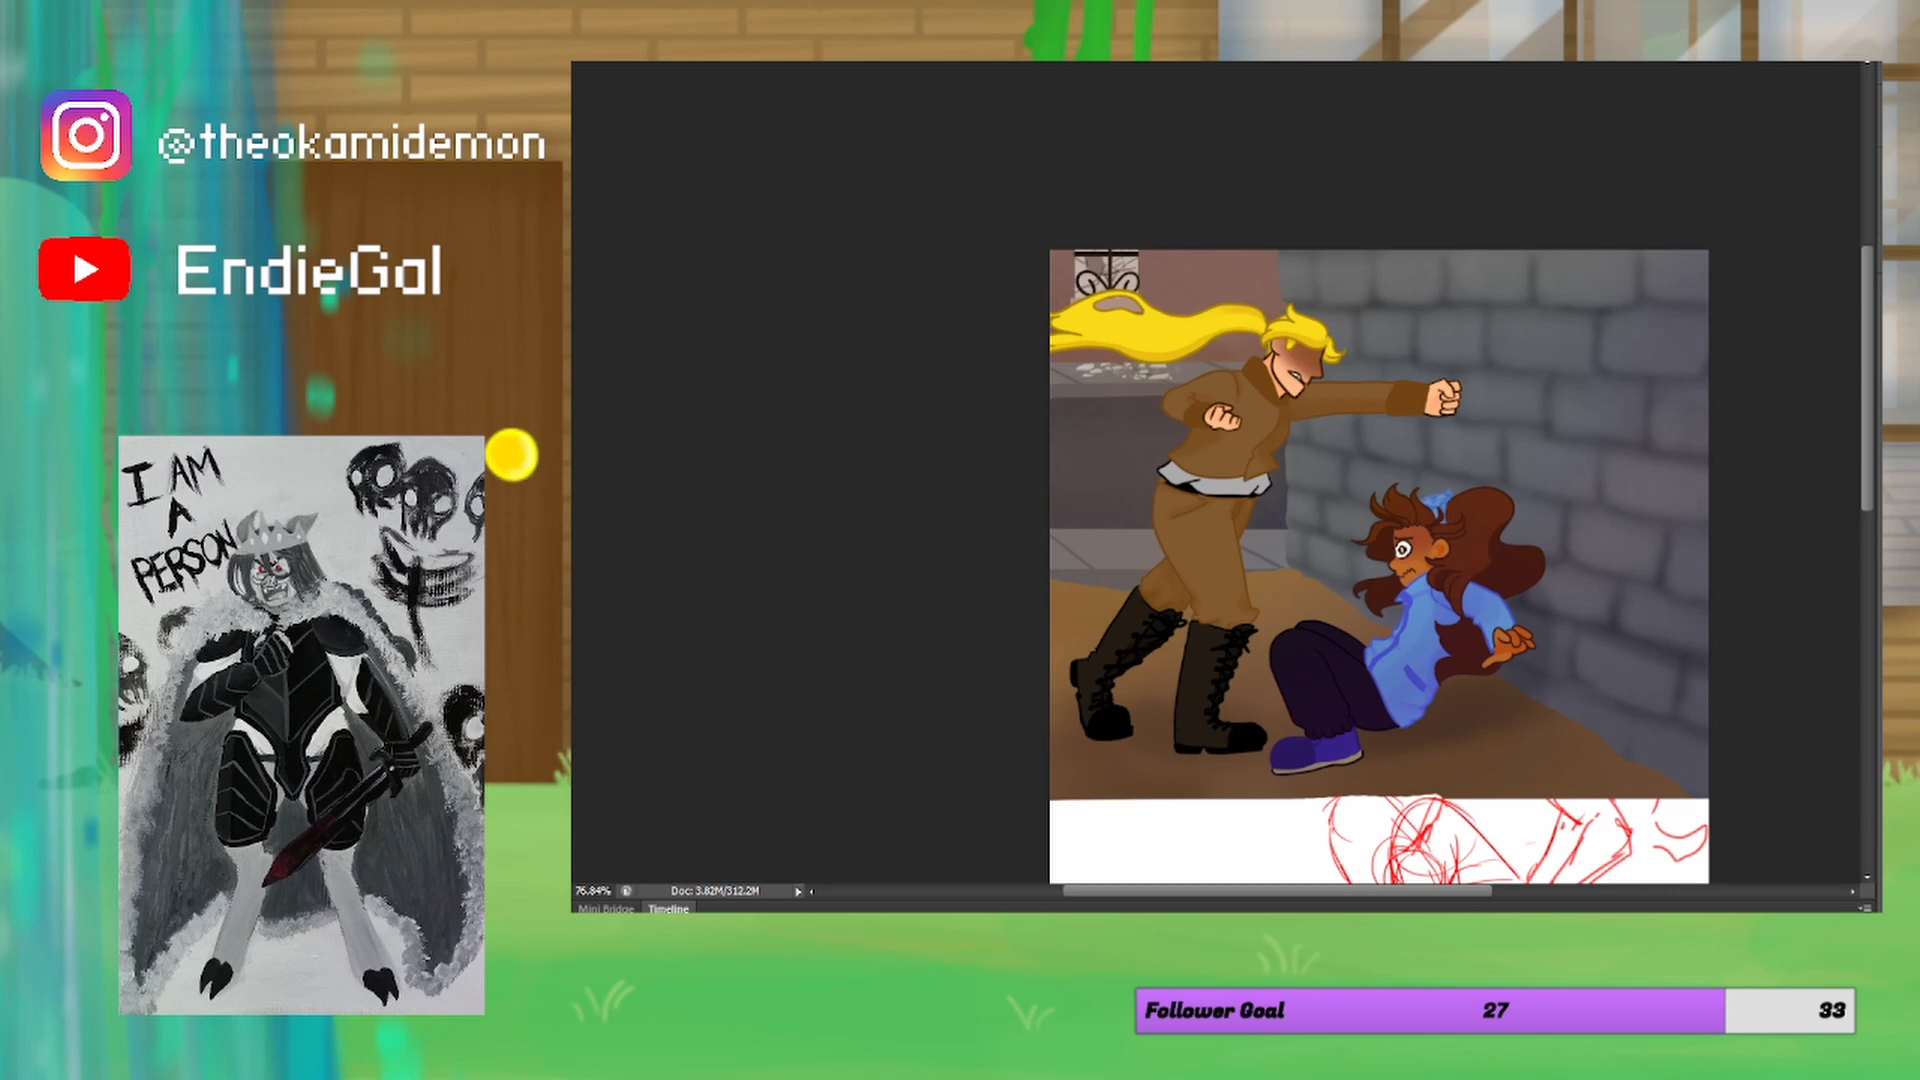 @theokamidemon
EndieGal
I AM
A
PERSON
76.84%
Doc: 3.82M/312.2M
Mini Bridge
Timeline
Follower Goal
27
33